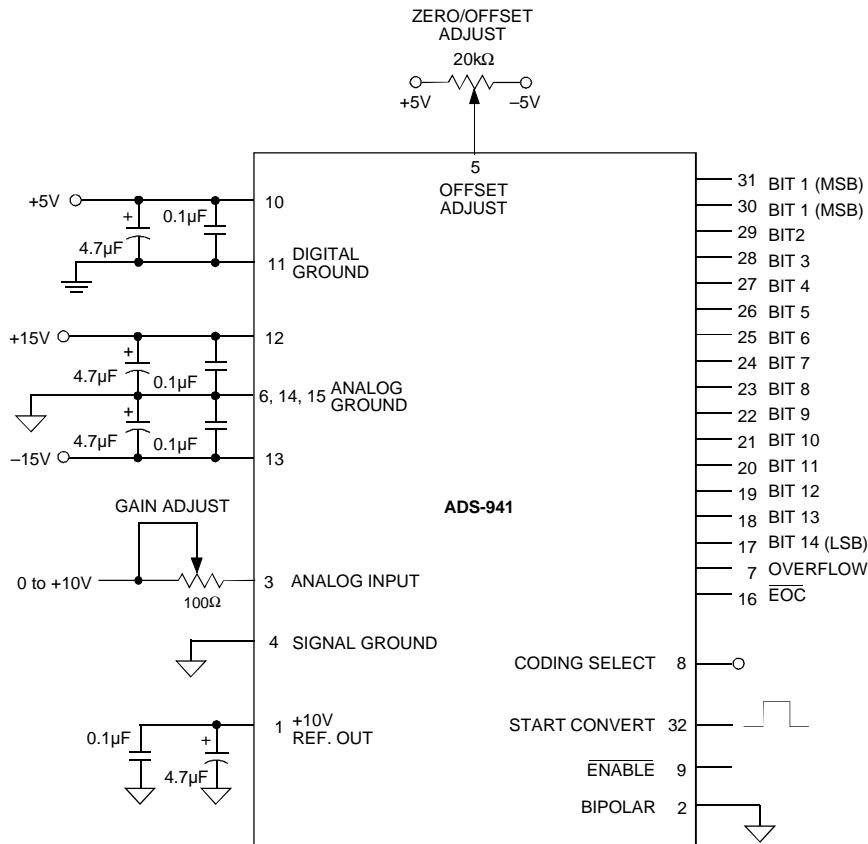 ZERO/OFFSET
ADJUST
20kΩ
+5V
–5V
5
OFFSET
ADJUST
+5V
+
4.7µF
0.1µF
10
11 DIGITAL
GROUND
+15V
+
4.7µF
0.1µF
12
6, 14, 15 ANALOG
GROUND
+
4.7µF
0.1µF
–15V
13
GAIN ADJUST
0 to +10V
100Ω
3 ANALOG INPUT
4 SIGNAL GROUND
1 +10V
REF. OUT
0.1µF
+
4.7µF
ADS-941
31 BIT 1 (MSB)
30 BIT 1 (MSB)
29 BIT2
28 BIT 3
27 BIT 4
26 BIT 5
25 BIT 6
24 BIT 7
23 BIT 8
22 BIT 9
21 BIT 10
20 BIT 11
19 BIT 12
18 BIT 13
17 BIT 14 (LSB)
7 OVERFLOW
16 EOC
CODING SELECT 8
START CONVERT 32
ENABLE 9
BIPOLAR 2